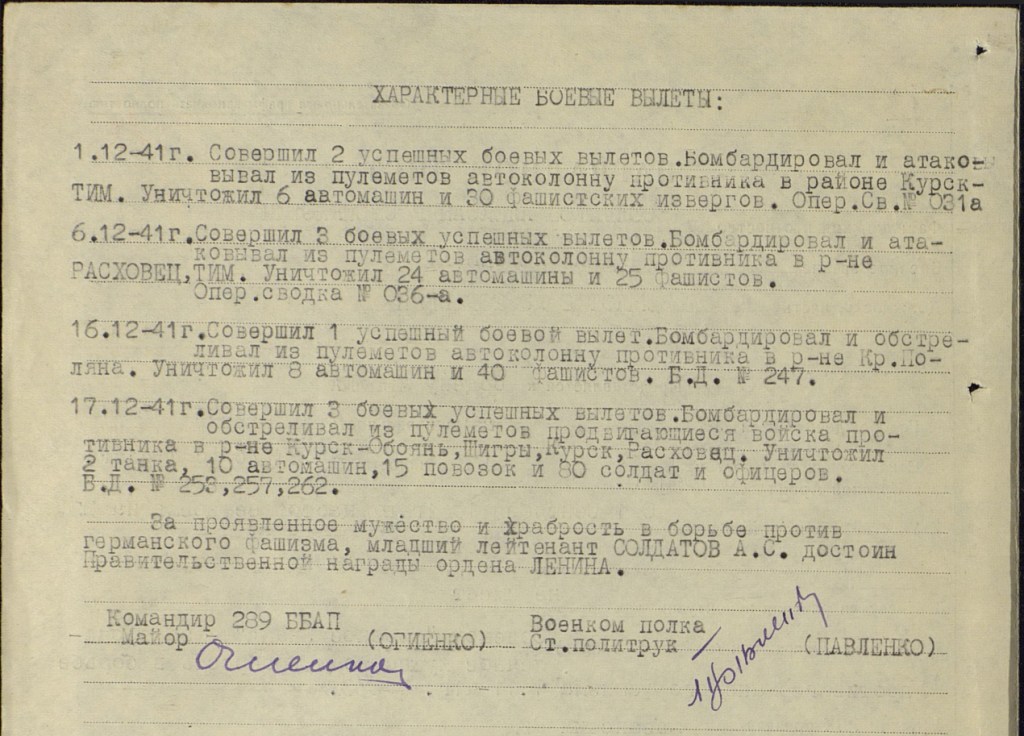 ХАРАКТЕРНЫЕ БОЕВЫЕ ВЫЛЕТЫ:
1.12-41г. Совершил 2 успешных боевых вылетов.Бомбардировал и атако-
вывал из пулеметов автоколонну противника в районе Курск-
ТИМ. Уничтожил 6 автомашин и 30 фашистских извергов. Опер.Св.№ 031а
6.12-41г.Совершил 3 боевых успешных вылетов.Бомбардировал и ата-
ковывал из пулеметов автоколонну противника в р-не
РАСХОВЕЦ,ТИМ. Уничтожил 24 автомашины и 25 фашистов.
Опер.сводка № 036-а.
16.12-41г.Совершил 1 успешный боевой вылет.Бомбардировал и обстре-
ливал из пулеметов автоколонну противника в р-не Кр.По-
ляна. Уничтожил 8 автомашин и 40 фашистов. Б.Д. № 247.
17.12-41г.Совершил 3 боевых успешных вылетов.Бомбардировал и
обстреливал из пулеметов продвигающиеся войска про-
тивника в р-не Курск-Обоянь,Шигры,Курск,Расховец. Уничтожил
2 танка, 10 автомашин,15 повозок и 80 солдат и офицеров.
Б.Д. № 253,257,262.
За проявленное мужество и храбрость в борьбе против
германского фашизма, младший лейтенант СОЛДАТОВ А.С. достоин
Правительственной награды ордена ЛЕНИНА.
Командир 289 ББАП
Майор (ОГИЕНКО)
Огиенко
Военком полка
Ст.политрук (ПАВЛЕНКО)
Павленко